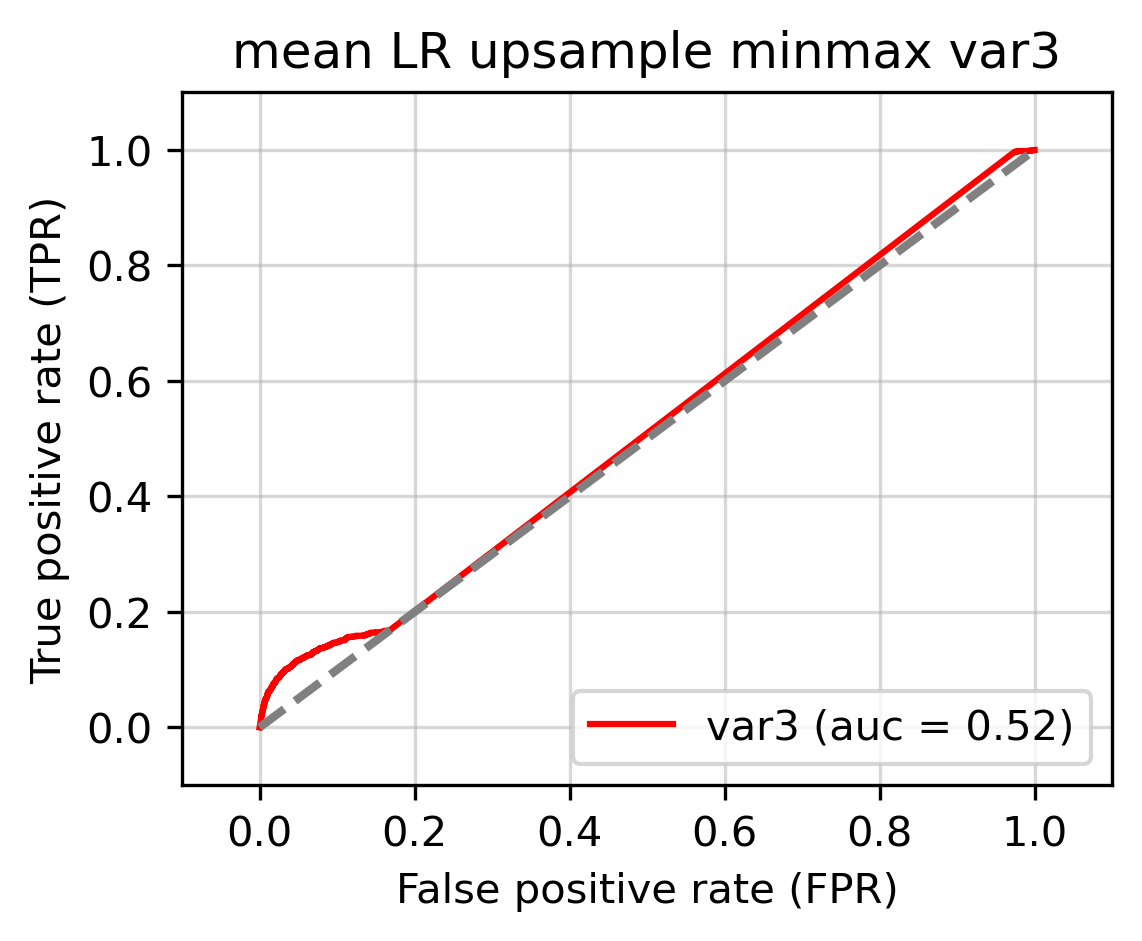 mean LR upsample minmax var3
True positive rate (TPR)
1.0
0.8
0.6
0.4
0.2
0.0
var3 (auc = 0.52)
0.0 0.2 0.4 0.6 0.8 1.0
False positive rate (FPR)